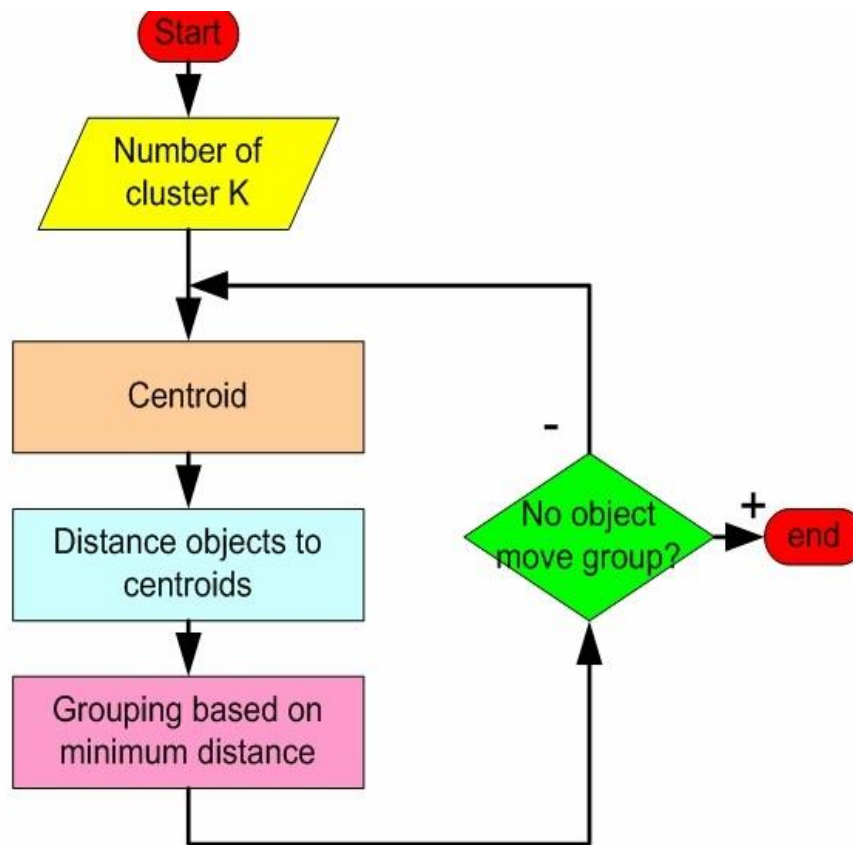 Start
Number of
cluster K
Centroid
Distance objects to
centroids
Grouping based on
minimum distance
-
No object
move group?
+
end